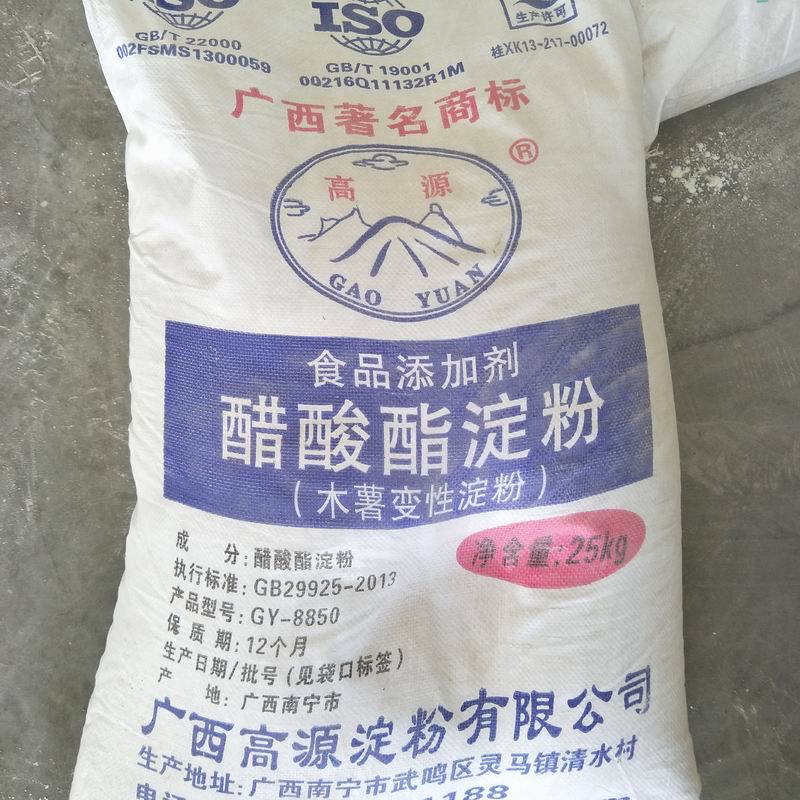 ISO
ISO
生产许可
GB/T 22000
002FSMS1300059
GB/T 19001
00216Q11132R1M
桂XK13-217-00072
广西著名商标
®
高 源
GAO YUAN
食品添加剂
醋酸酯淀粉
(木薯变性淀粉)
净含量:25kg
成 分:醋酸酯淀粉
执行标准:GB29925-2013
产品型号:GY-8850
保 质 期:12个月
生产日期/批号(见袋口标签)
产 地:广西南宁市
广西高源淀粉有限公司
生产地址:广西南宁市武鸣区灵马镇清水村
1188